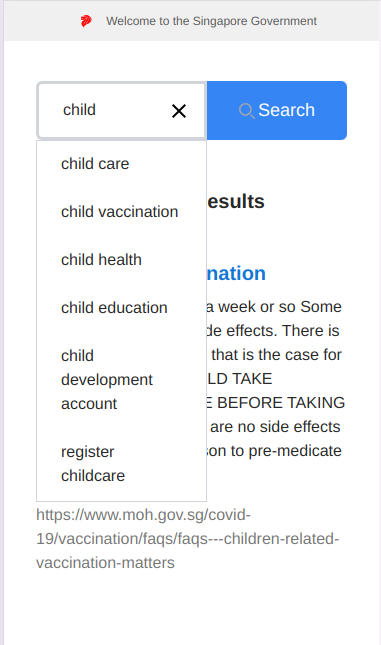 Welcome to the Singapore Government
child
Search
child care
esults
child vaccination
child health
nation
child education
a week or so Some
de effects. There is
child
that is the case for
development
LD TAKE
account
BEFORE TAKING
are no side effects
register
son to pre-medicate
childcare
https://www.moh.gov.sg/covid-
19/vaccination/faqs/faqs---children-related-
vaccination-matters